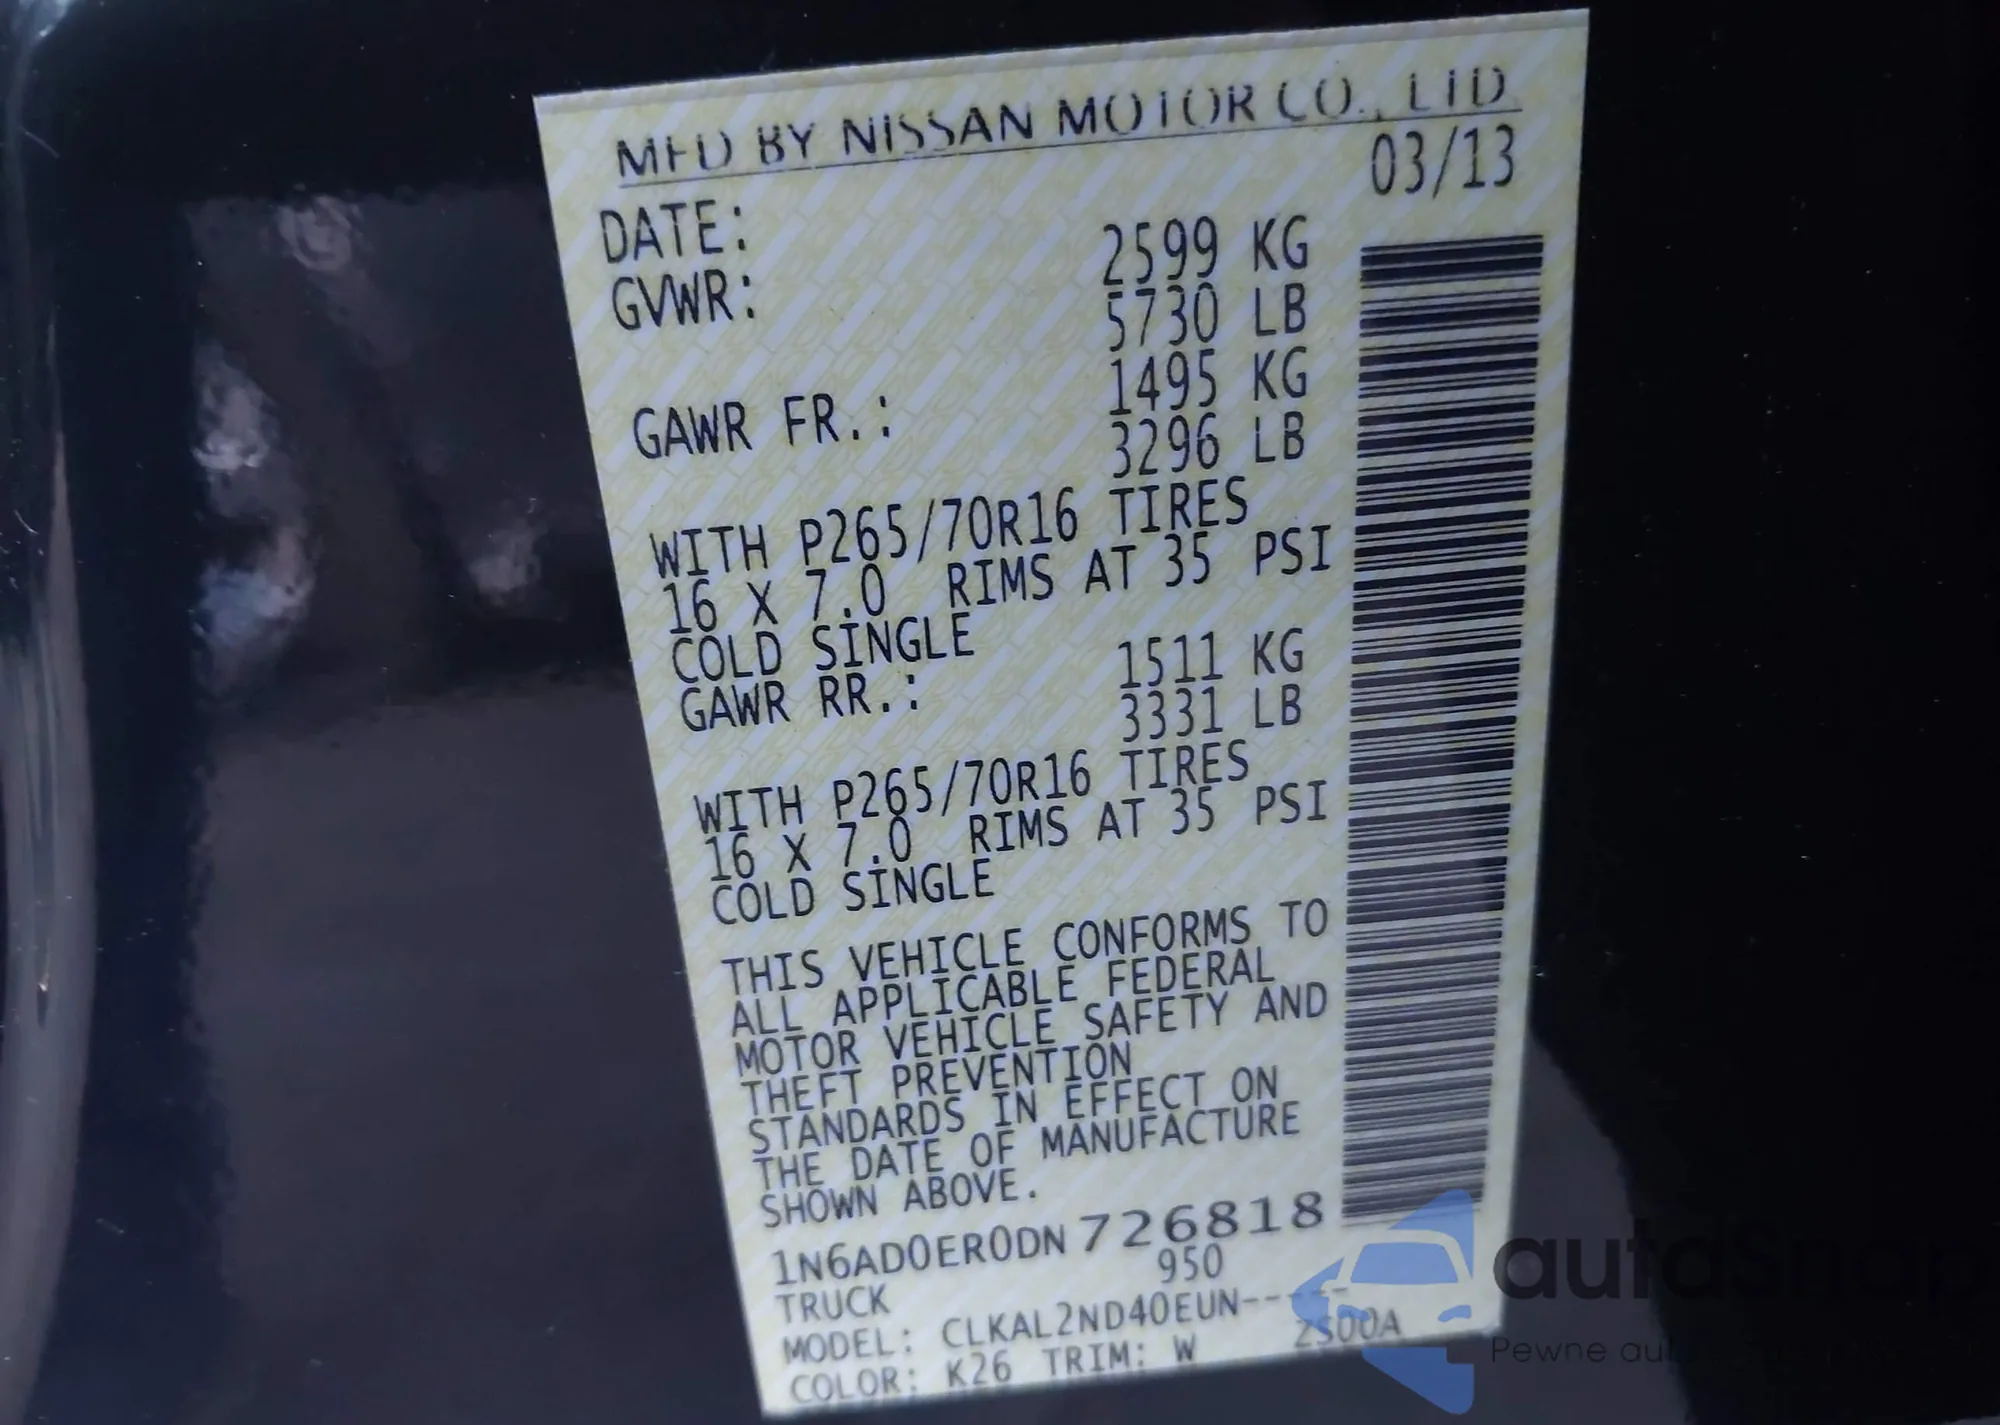 MFD BY NISSAN MOTOR CO., LTD.
DATE: 03/13
GVWR: 2599 KG
5730 LB
GAWR FR.: 1495 KG
3296 LB
WITH P265/70R16 TIRES
16 X 7.0 RIMS AT 35 PSI
COLD SINGLE
GAWR RR.: 1511 KG
3331 LB
WITH P265/70R16 TIRES
16 X 7.0 RIMS AT 35 PSI
COLD SINGLE
THIS VEHICLE CONFORMS TO
ALL APPLICABLE FEDERAL
MOTOR VEHICLE SAFETY AND
THEFT PREVENTION
STANDARDS IN EFFECT ON
THE DATE OF MANUFACTURE
SHOWN ABOVE.
1N6AD0ER0DN726818
TRUCK 950
MODEL: CLKAL2ND40EUN-----
COLOR: K26 TRIM: W 2500A
autoSnap
Pewne